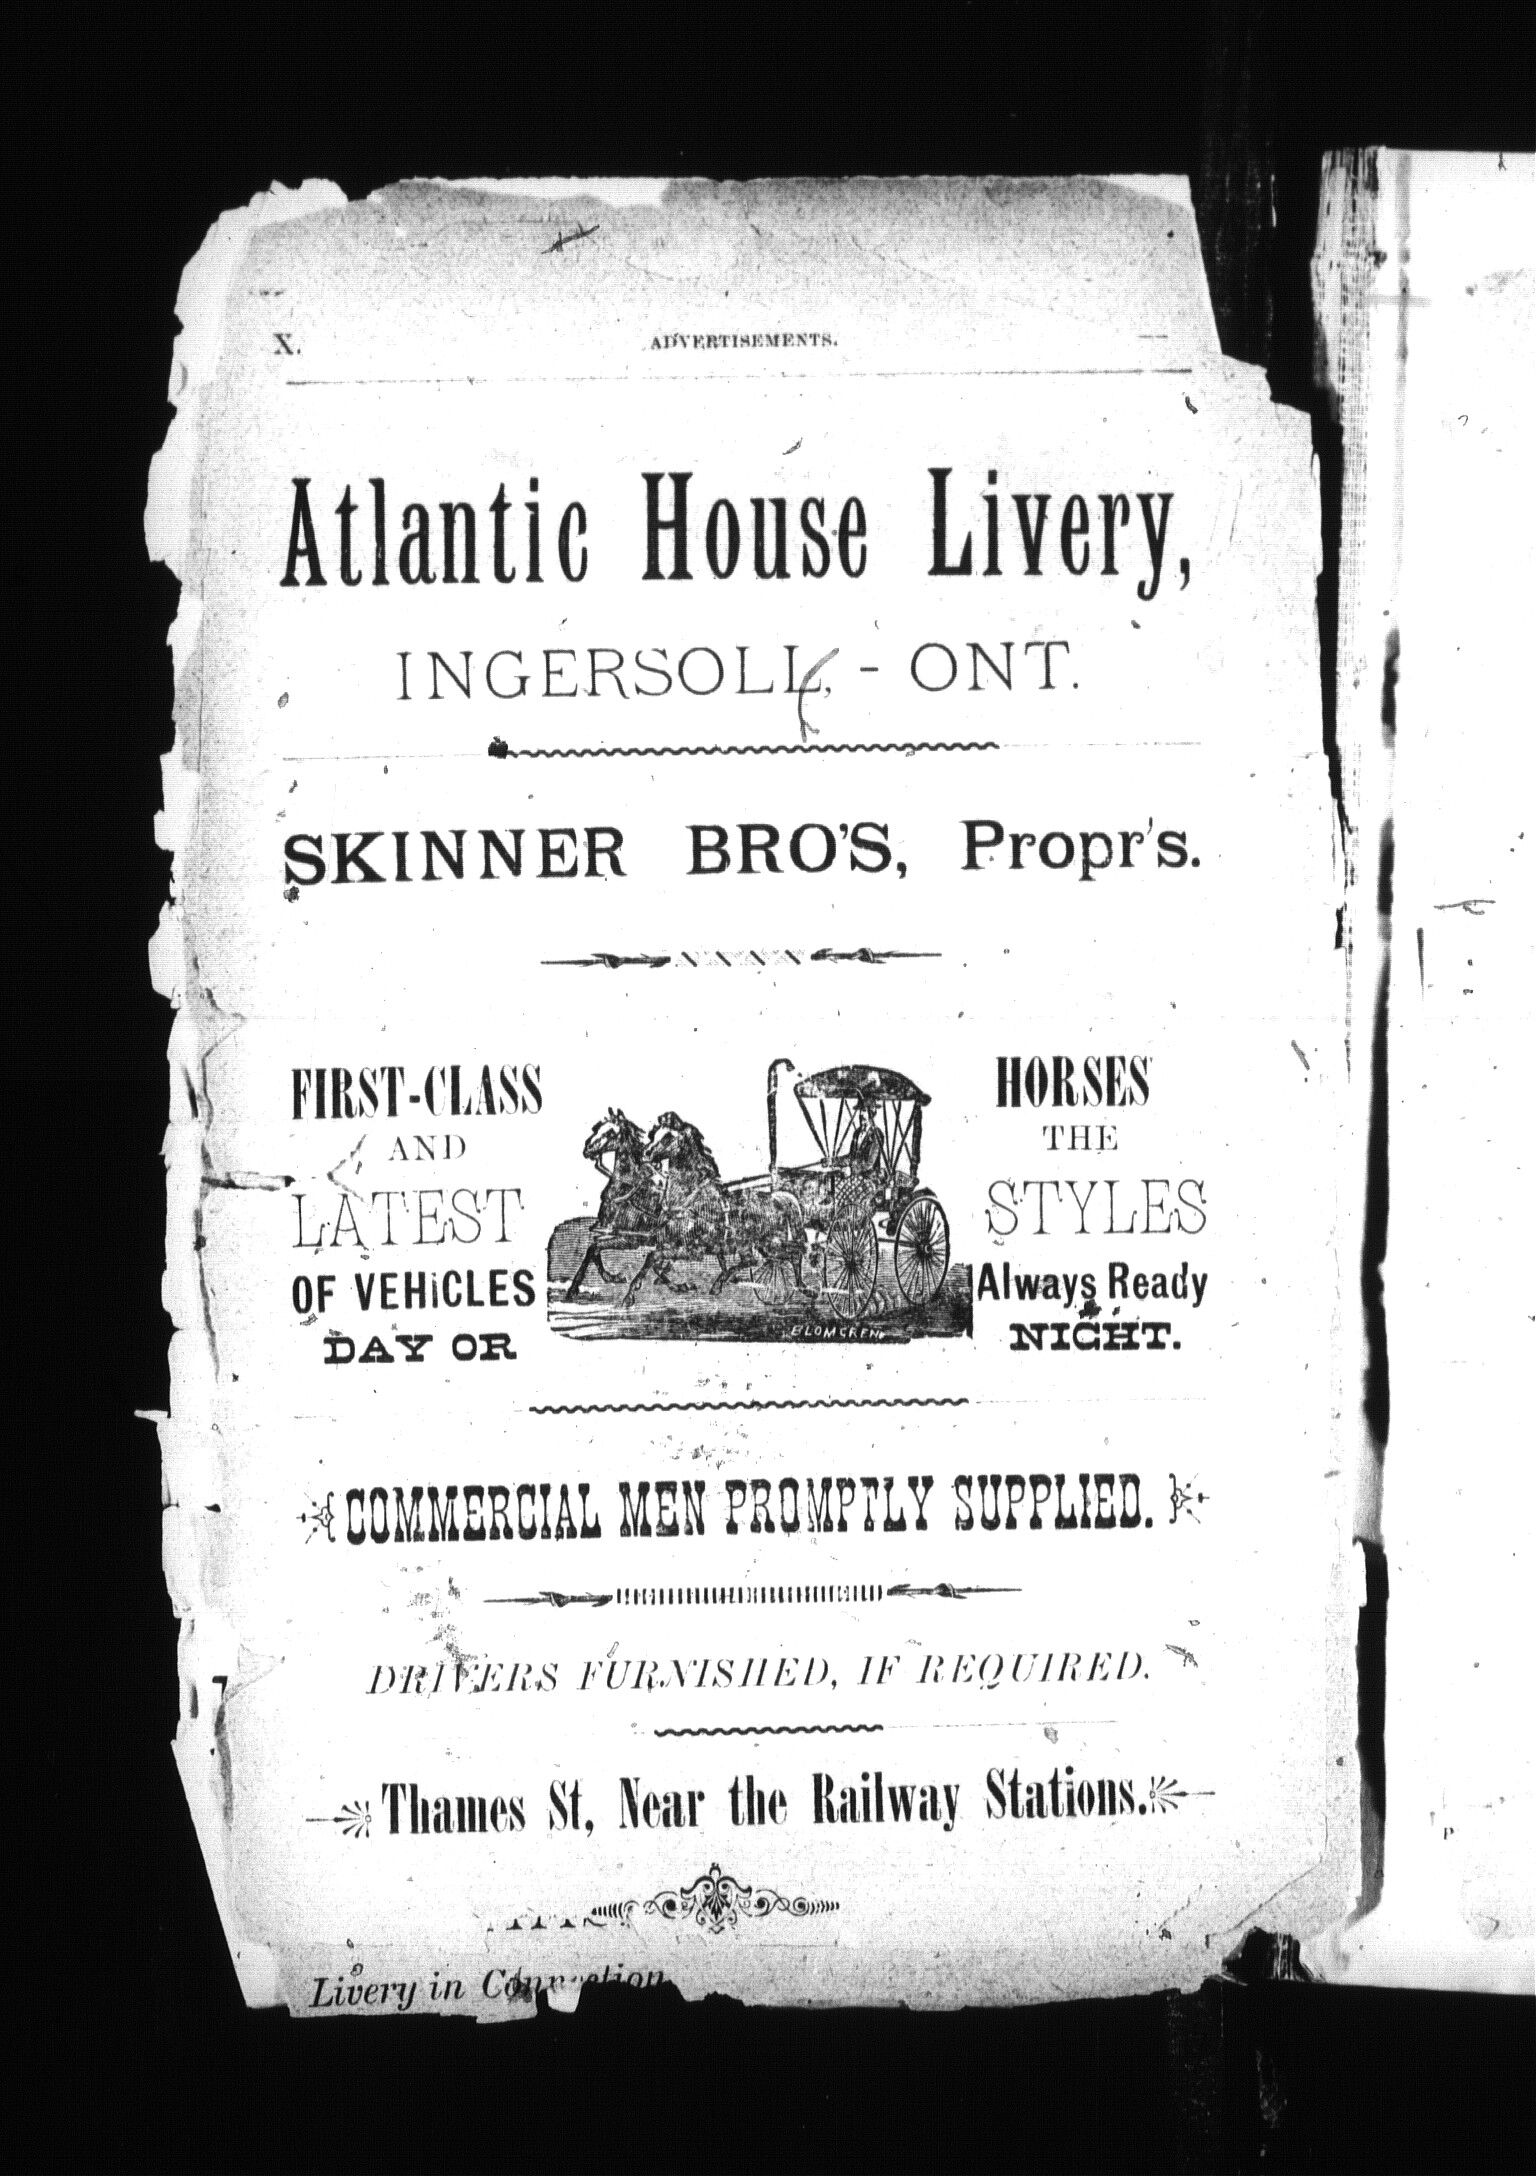 X. ADVERTISEMENTS.
Atlantic House Livery,
INGERSOLL, - ONT.
SKINNER BRO'S, Propr's.
FIRST-CLASS HORSES
AND THE
LATEST STYLES
OF VEHICLES Always Ready
DAY OR NIGHT.
COMMERCIAL MEN PROMPTLY SUPPLIED.
DRIVERS FURNISHED, IF REQUIRED.
Thames St, Near the Railway Stations.
Livery in Connection